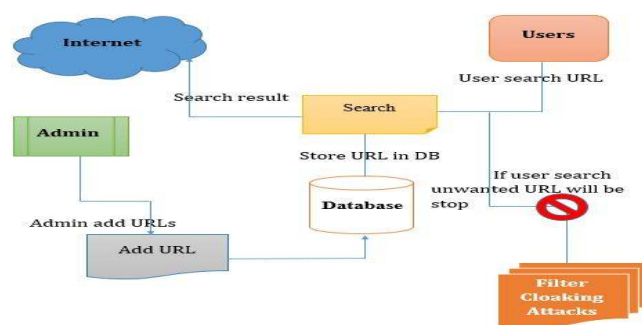 Internet
Users
User search URL
Search result
Search
Admin
Store URL in DB
If user search
unwanted URL will be
stop
Database
Admin add URLs
Add URL
Filter
Cloaking
Attacks